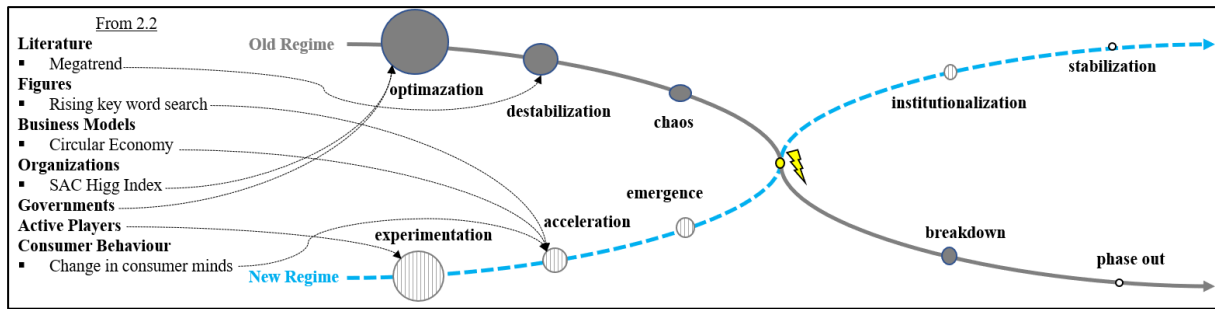 From 2.2
Literature
▪ Megatrend
Figures
▪ Rising key word search
Business Models
▪ Circular Economy
Organizations
▪ SAC Higg Index
Governments
Active Players
Consumer Behaviour
▪ Change in consumer minds
Old Regime
optimazation
destabilization
chaos
institutionalization
stabilization
New Regime
experimentation
acceleration
emergence
breakdown
phase out